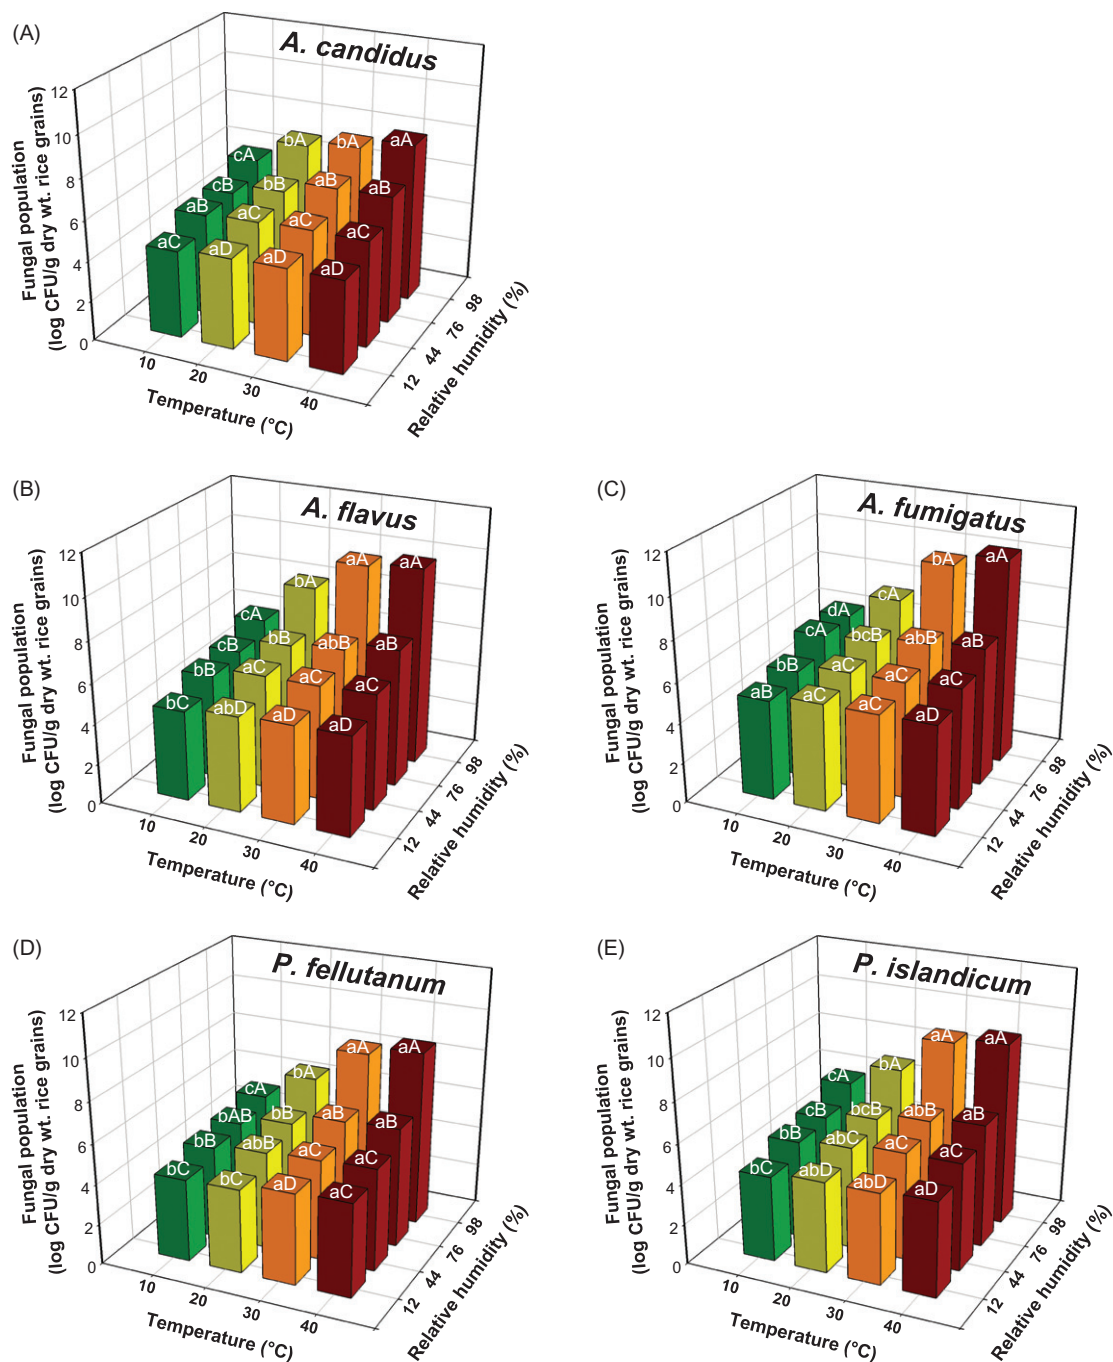 (A)
A. candidus
Fungal population
(log CFU/g dry wt. rice grains)
12
10
8
6
4
2
0
cA
bA
bA
aA
cB
bB
aB
aB
aB
aC
aC
aC
aC
aD
aD
aD
10
20
30
40
Temperature (°C)
12
44
76
98
Relative humidity (%)
(B)
A. flavus
Fungal population
(log CFU/g dry wt. rice grains)
12
10
8
6
4
2
0
cA
bA
aA
aA
cB
bB
abB
aB
bB
aC
aC
aC
bC
abD
aD
aD
10
20
30
40
Temperature (°C)
12
44
76
98
Relative humidity (%)
(C)
A. fumigatus
Fungal population
(log CFU/g dry wt. rice grains)
12
10
8
6
4
2
0
dA
cA
bA
aA
cA
bcB
abB
aB
bB
aC
aC
aC
aB
aC
aC
aD
10
20
30
40
Temperature (°C)
12
44
76
98
Relative humidity (%)
(D)
P. fellutanum
Fungal population
(log CFU/g dry wt. rice grains)
12
10
8
6
4
2
0
cA
bA
aA
aA
bAB
bB
aB
aB
bB
abB
aC
aC
bC
bC
aD
aC
10
20
30
40
Temperature (°C)
12
44
76
98
Relative humidity (%)
(E)
P. islandicum
Fungal population
(log CFU/g dry wt. rice grains)
12
10
8
6
4
2
0
cA
bA
aA
aA
cB
bcB
abB
aB
bB
abC
aC
aC
bC
abD
abD
aD
10
20
30
40
Temperature (°C)
12
44
76
98
Relative humidity (%)